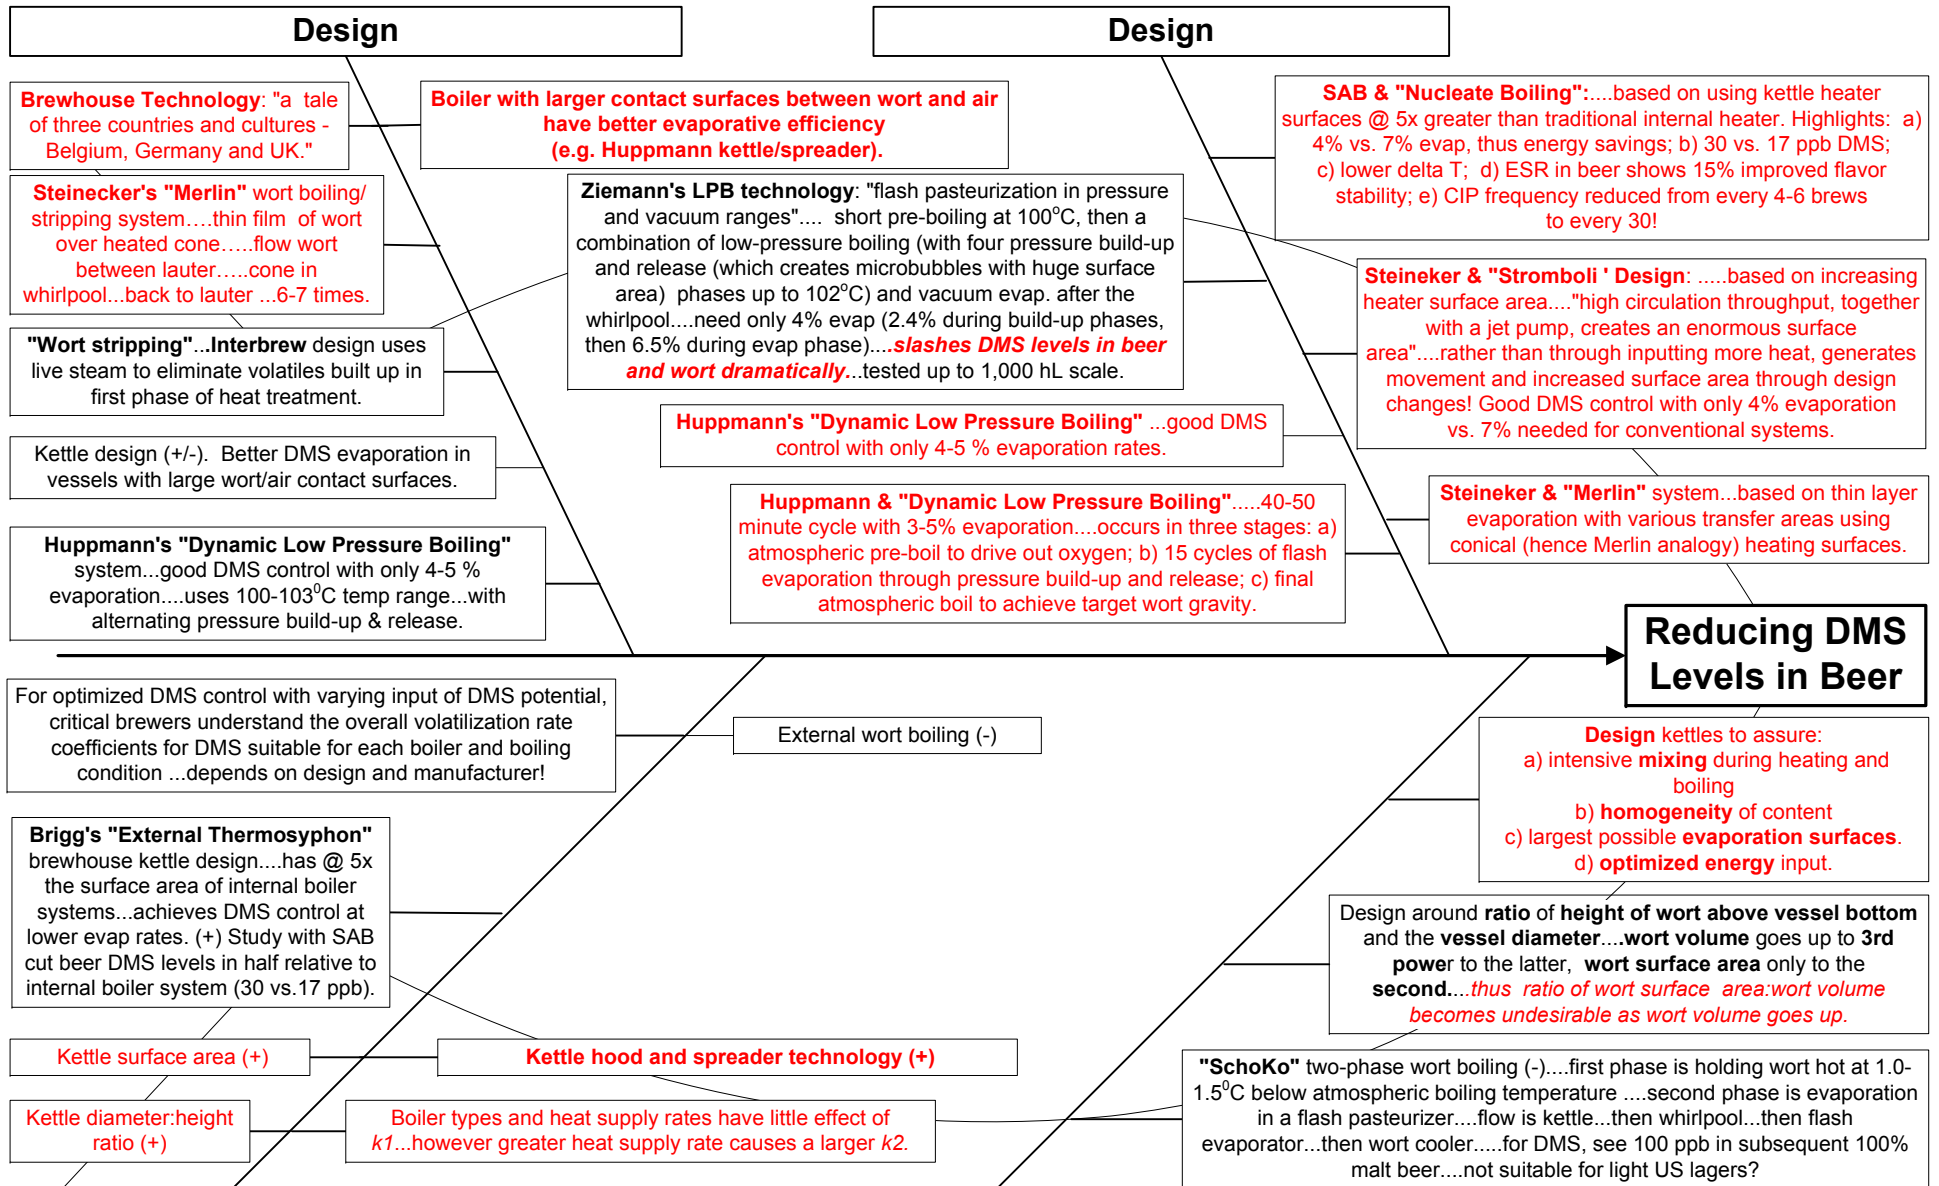 Design
Design
Brewhouse Technology: "a tale
of three countries and cultures -
Belgium, Germany and UK."
Boiler with larger contact surfaces between wort and air
have better evaporative efficiency
(e.g. Huppmann kettle/spreader).
Steinecker's "Merlin" wort boiling/
stripping system....thin film of wort
over heated cone.....flow wort
between lauter.....cone in
whirlpool...back to lauter ...6-7 times.
"Wort stripping"...Interbrew design uses
live steam to eliminate volatiles built up in
first phase of heat treatment.
Kettle design (+/-). Better DMS evaporation in
vessels with large wort/air contact surfaces.
Huppmann's "Dynamic Low Pressure Boiling"
system...good DMS control with only 4-5 %
evaporation....uses 100-103⁰C temp range...with
alternating pressure build-up & release.
Ziemann's LPB technology: "flash pasteurization in pressure
and vacuum ranges".... short pre-boiling at 100°C, then a
combination of low-pressure boiling (with four pressure build-up
and release (which creates microbubbles with huge surface
area) phases up to 102°C) and vacuum evap. after the
whirlpool....need only 4% evap (2.4% during build-up phases,
then 6.5% during evap phase)....slashes DMS levels in beer
and wort dramatically....tested up to 1,000 hL scale.
Huppmann's "Dynamic Low Pressure Boiling" ...good DMS
control with only 4-5 % evaporation rates.
Huppmann & "Dynamic Low Pressure Boiling".....40-50
minute cycle with 3-5% evaporation....occurs in three stages: a)
atmospheric pre-boil to drive out oxygen; b) 15 cycles of flash
evaporation through pressure build-up and release; c) final
atmospheric boil to achieve target wort gravity.
SAB & "Nucleate Boiling":....based on using kettle heater
surfaces @ 5x greater than traditional internal heater. Highlights: a)
4% vs. 7% evap, thus energy savings; b) 30 vs. 17 ppb DMS;
c) lower delta T; d) ESR in beer shows 15% improved flavor
stability; e) CIP frequency reduced from every 4-6 brews
to every 30!
Steineker & "Stromboli ' Design: .....based on increasing
heater surface area...."high circulation throughput, together
with a jet pump, creates an enormous surface
area"....rather than through inputting more heat, generates
movement and increased surface area through design
changes! Good DMS control with only 4% evaporation
vs. 7% needed for conventional systems.
Steineker & "Merlin" system...based on thin layer
evaporation with various transfer areas using
conical (hence Merlin analogy) heating surfaces.
Reducing DMS
Levels in Beer
For optimized DMS control with varying input of DMS potential,
critical brewers understand the overall volatilization rate
coefficients for DMS suitable for each boiler and boiling
condition ...depends on design and manufacturer!
External wort boiling (-)
Brigg's "External Thermosyphon"
brewhouse kettle design....has @ 5x
the surface area of internal boiler
systems...achieves DMS control at
lower evap rates. (+) Study with SAB
cut beer DMS levels in half relative to
internal boiler system (30 vs.17 ppb).
Kettle surface area (+)
Kettle hood and spreader technology (+)
Kettle diameter:height
ratio (+)
Boiler types and heat supply rates have little effect of
k1...however greater heat supply rate causes a larger k2.
Design kettles to assure:
a) intensive mixing during heating and
boiling
b) homogeneity of content
c) largest possible evaporation surfaces.
d) optimized energy input.
Design around ratio of height of wort above vessel bottom
and the vessel diameter....wort volume goes up to 3rd
power to the latter, wort surface area only to the
second....thus ratio of wort surface area:wort volume
becomes undesirable as wort volume goes up.
"SchoKo" two-phase wort boiling (-)....first phase is holding wort hot at 1.0-
1.5⁰C below atmospheric boiling temperature ....second phase is evaporation
in a flash pasteurizer....flow is kettle...then whirlpool...then flash
evaporator...then wort cooler.....for DMS, see 100 ppb in subsequent 100%
malt beer....not suitable for light US lagers?